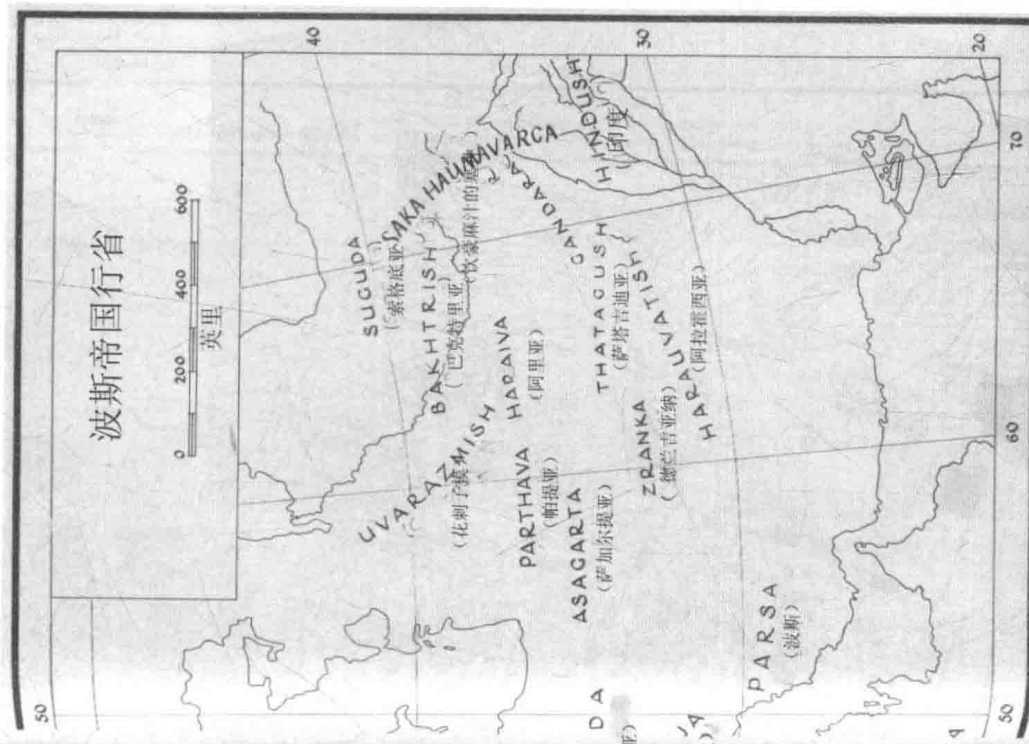 波斯帝国行省
0 200 400 600
英里
40
30
20
50
50
60
70
SUGUDA
(索格底亚)
SAKA HAUMAVARCA
BAKHTRISH
(巴克特里亚)
UVARAZMISH
(花剌子模)
HARAIVA
(阿里亚)
PARTHAVA
(帕提亚)
ASAGARTA
(萨加尔提亚)
GANDARA
THATAGUSH
(萨塔吉迪亚)
HINDUSH
(印度)
ZRANKA
(德兰吉亚纳)
HARAUVATISH
(阿拉霍西亚)
PARSA
(波斯)
DA
亚)